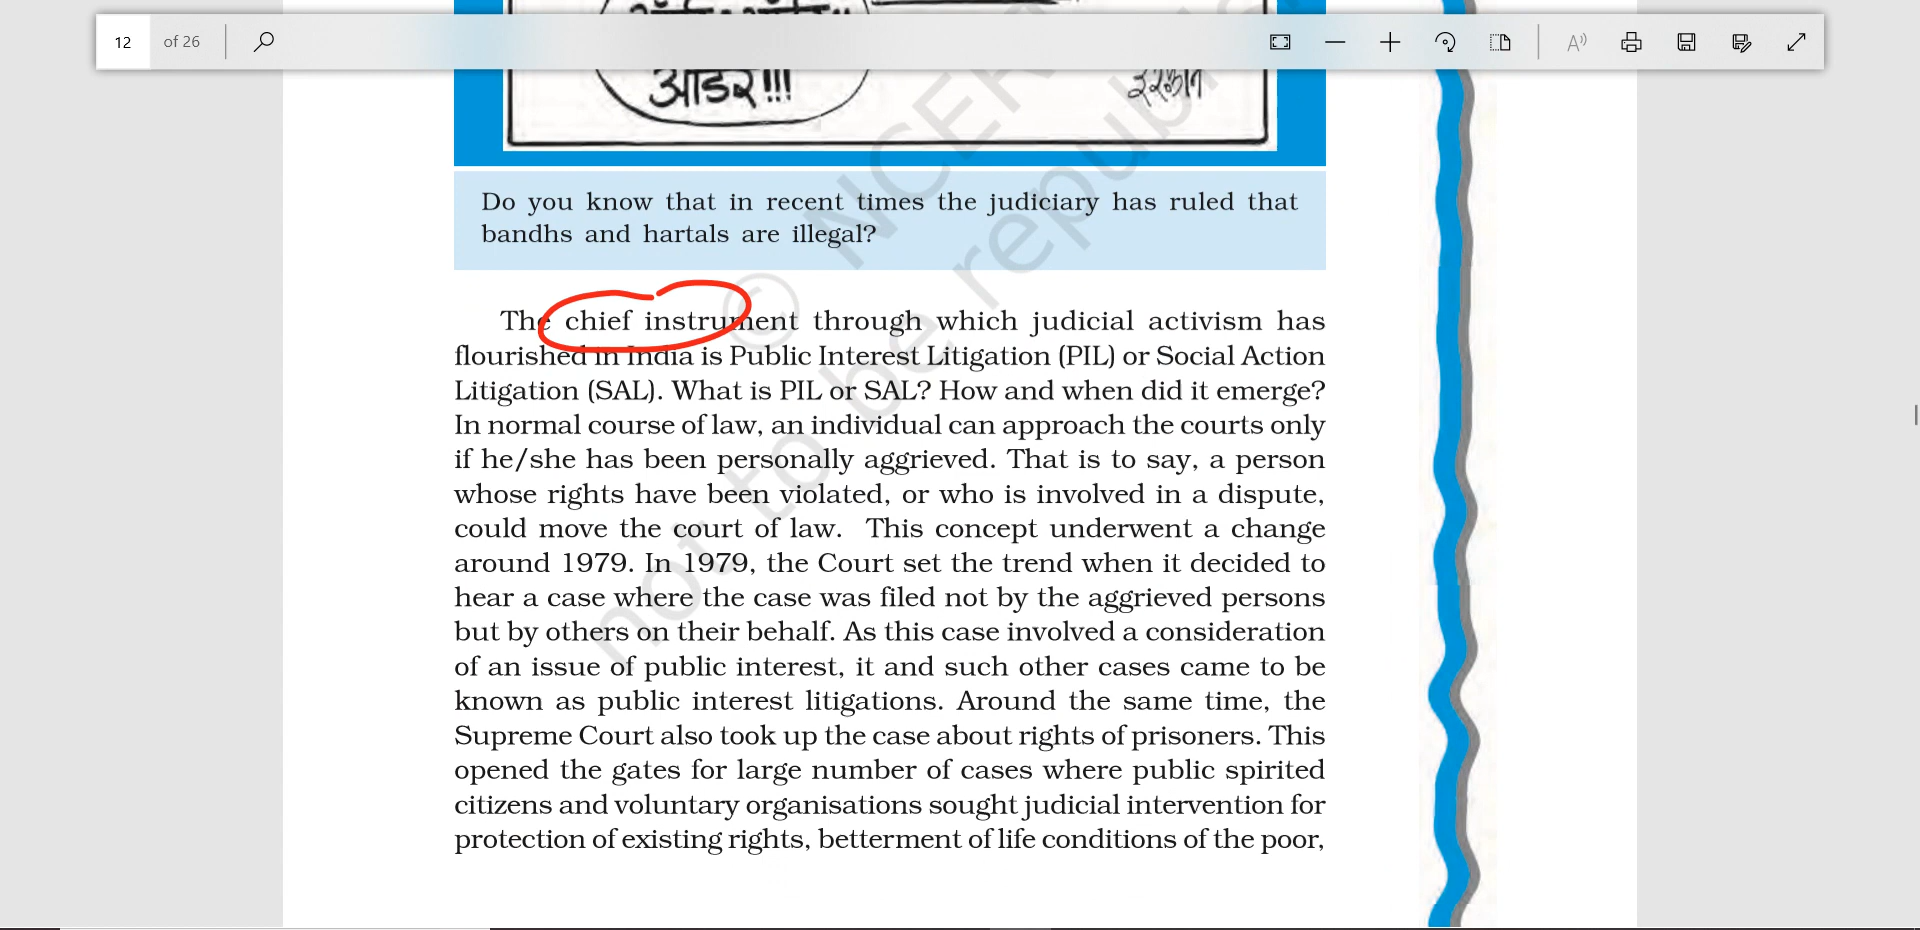 12 of 26
आर्डर!!!
Do you know that in recent times the judiciary has ruled that
bandhs and hartals are illegal?
The chief instrument through which judicial activism has
flourished in India is Public Interest Litigation (PIL) or Social Action
Litigation (SAL). What is PIL or SAL? How and when did it emerge?
In normal course of law, an individual can approach the courts only
if he/she has been personally aggrieved. That is to say, a person
whose rights have been violated, or who is involved in a dispute,
could move the court of law. This concept underwent a change
around 1979. In 1979, the Court set the trend when it decided to
hear a case where the case was filed not by the aggrieved persons
but by others on their behalf. As this case involved a consideration
of an issue of public interest, it and such other cases came to be
known as public interest litigations. Around the same time, the
Supreme Court also took up the case about rights of prisoners. This
opened the gates for large number of cases where public spirited
citizens and voluntary organisations sought judicial intervention for
protection of existing rights, betterment of life conditions of the poor,
© NCER
not to be republis